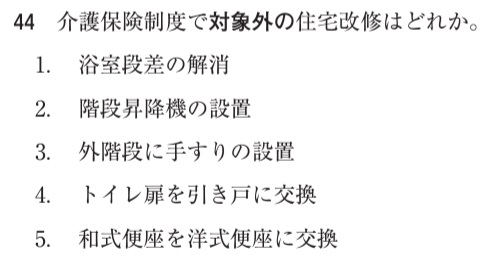 44 介護保険制度で対象外の住宅改修はどれか。
1. 浴室段差の解消
2. 階段昇降機の設置
3. 外階段に手すりの設置
4. トイレ扉を引き戸に交換
5. 和式便座を洋式便座に交換